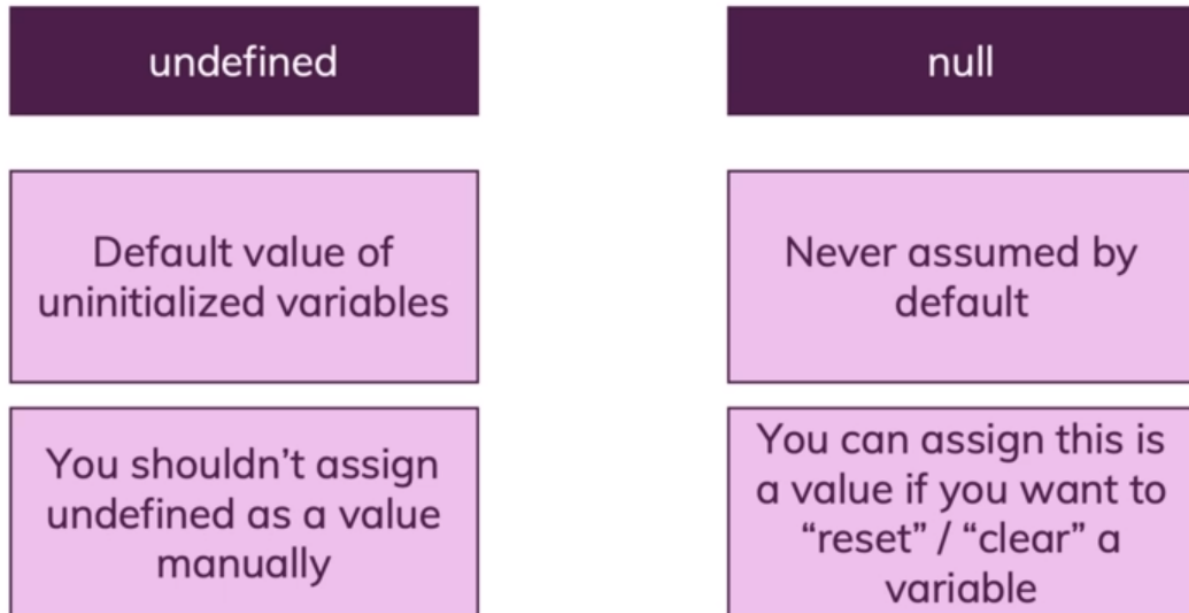 undefined
null
Default value of
uninitialized variables
Never assumed by
default
You shouldn’t assign
undefined as a value
manually
You can assign this is
a value if you want to
“reset” / “clear” a
variable